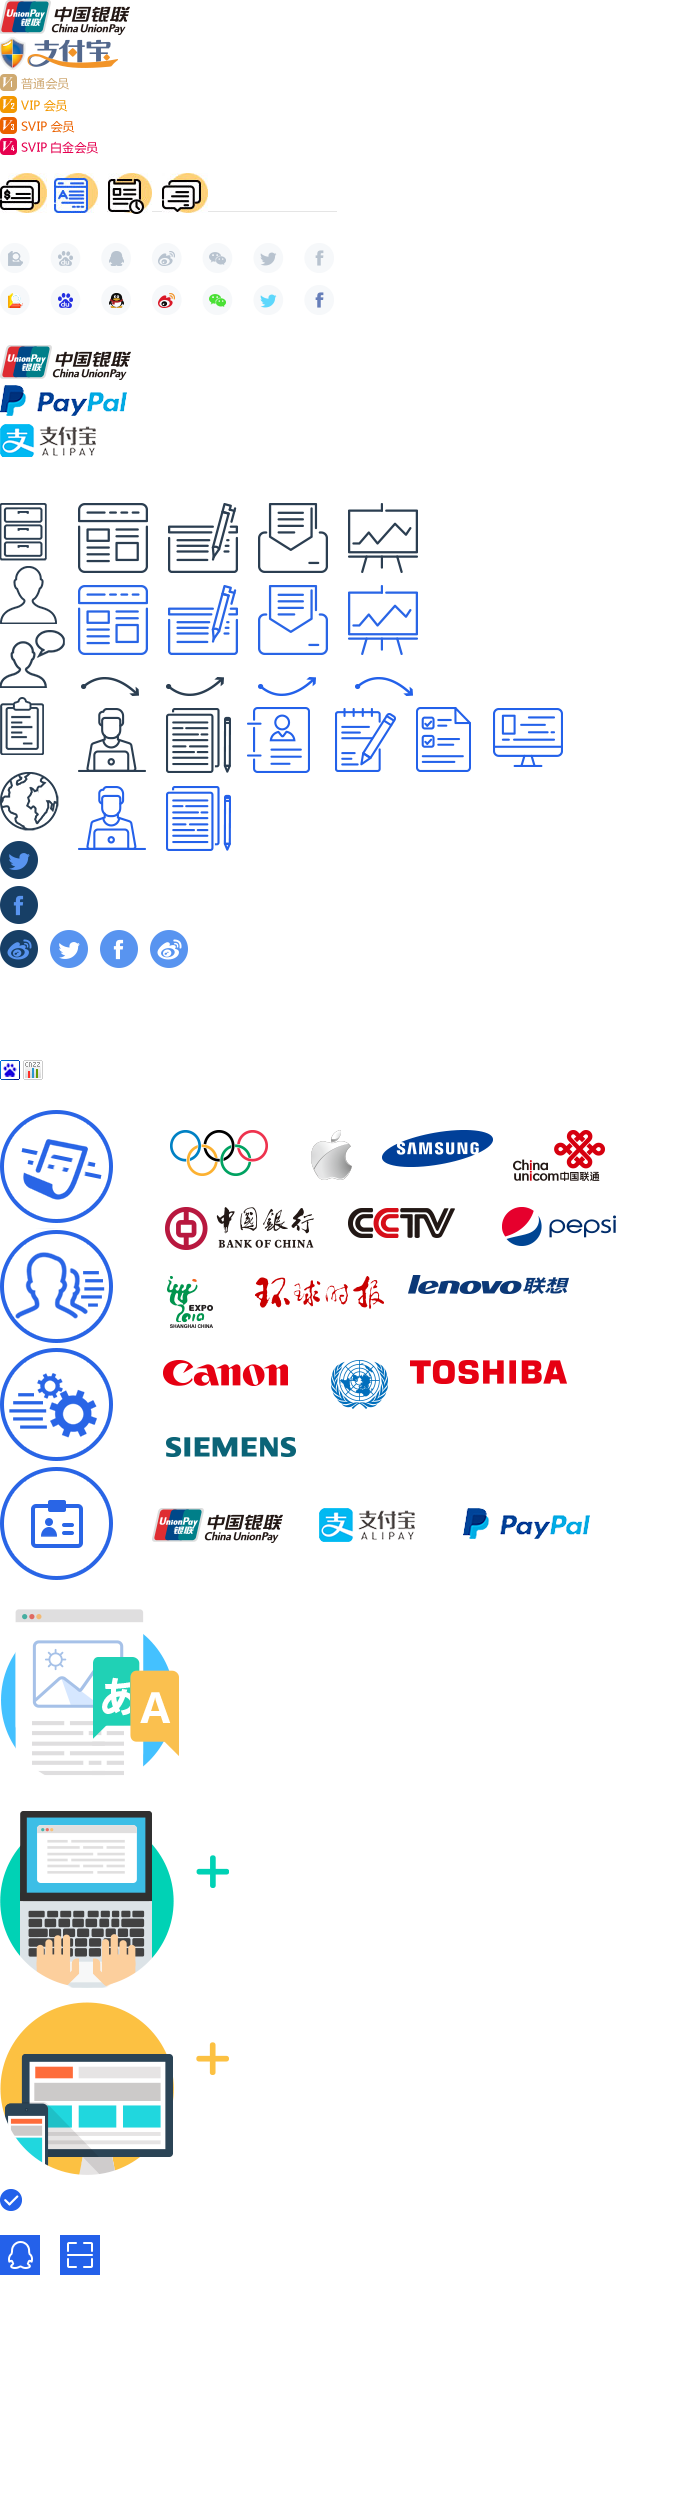 UnionPay 银联 中国银联 China UnionPay
支付宝
V1 普通会员
V2 VIP 会员
V3 SVIP 会员
V4 SVIP 白金会员
$ A
du
du
f
f
UnionPay 银联 中国银联 China UnionPay
PayPal
支 支付宝 ALIPAY
f
f
CNZZ
SAMSUNG
China unicom中国联通
中國銀行 BANK OF CHINA
CCTV
pepsi
EXPO 2010 SHANGHAI CHINA
环球时报
lenovo联想
Canon
TOSHIBA
SIEMENS
UnionPay 银联 中国银联 China UnionPay
支 支付宝 ALIPAY
PayPal
あ A